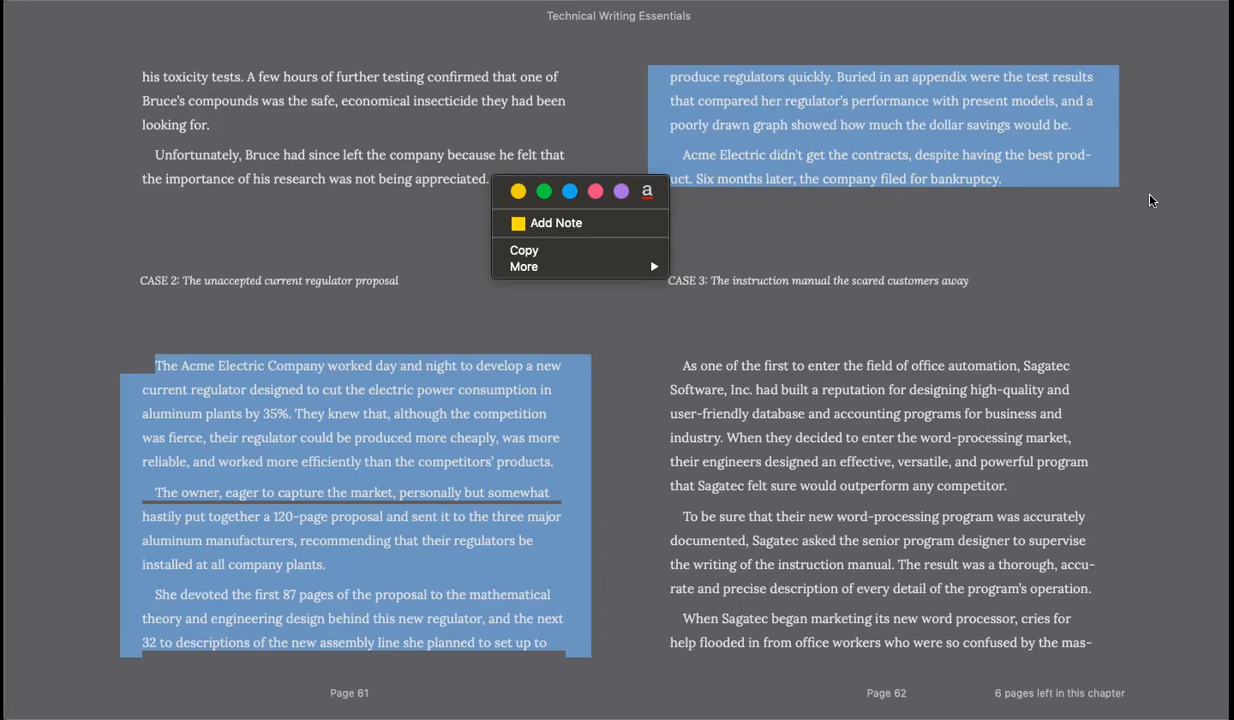 Technical Writing Essentials
his toxicity tests. A few hours of further testing confirmed that one of
Bruce's compounds was the safe, economical insecticide they had been
looking for.
Unfortunately, Bruce had since left the company because he felt that
the importance of his research was not being appreciated.
a
Add Note
Copy
More
CASE 2: The unaccepted current regulator proposal
The Acme Electric Company worked day and night to develop a new
current regulator designed to cut the electric power consumption in
aluminum plants by 35%. They knew that, although the competition
was fierce, their regulator could be produced more cheaply, was more
reliable, and worked more efficiently than the competitors' products.
The owner, eager to capture the market, personally but somewhat
hastily put together a 120-page proposal and sent it to the three major
aluminum manufacturers, recommending that their regulators be
installed at all company plants.
She devoted the first 87 pages of the proposal to the mathematical
theory and engineering design behind this new regulator, and the next
32 to descriptions of the new assembly line she planned to set up to
Page 61
produce regulators quickly. Buried in an appendix were the test results
that compared her regulator's performance with present models, and a
poorly drawn graph showed how much the dollar savings would be.
Acme Electric didn't get the contracts, despite having the best prod-
uct. Six months later, the company filed for bankruptcy.
CASE 3: The instruction manual the scared customers away
As one of the first to enter the field of office automation, Sagatec
Software, Inc. had built a reputation for designing high-quality and
user-friendly database and accounting programs for business and
industry. When they decided to enter the word-processing market,
their engineers designed an effective, versatile, and powerful program
that Sagatec felt sure would outperform any competitor.
To be sure that their new word-processing program was accurately
documented, Sagatec asked the senior program designer to supervise
the writing of the instruction manual. The result was a thorough, accu-
rate and precise description of every detail of the program's operation.
When Sagatec began marketing its new word processor, cries for
help flooded in from office workers who were so confused by the mas-
Page 62
6 pages left in this chapter